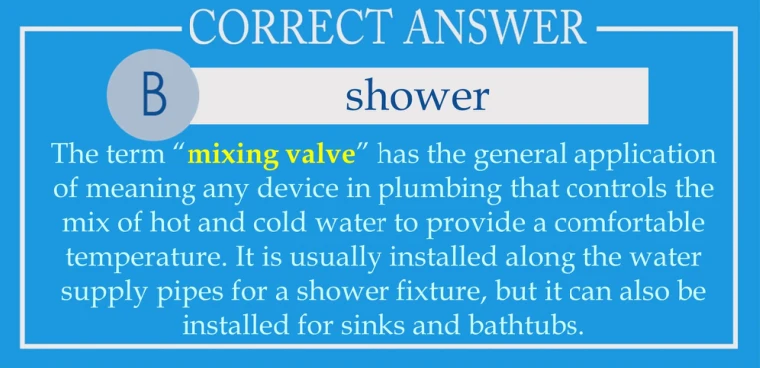 CORRECT ANSWER
B
shower
The term “mixing valve” has the general application
of meaning any device in plumbing that controls the
mix of hot and cold water to provide a comfortable
temperature. It is usually installed along the water
supply pipes for a shower fixture, but it can also be
installed for sinks and bathtubs.